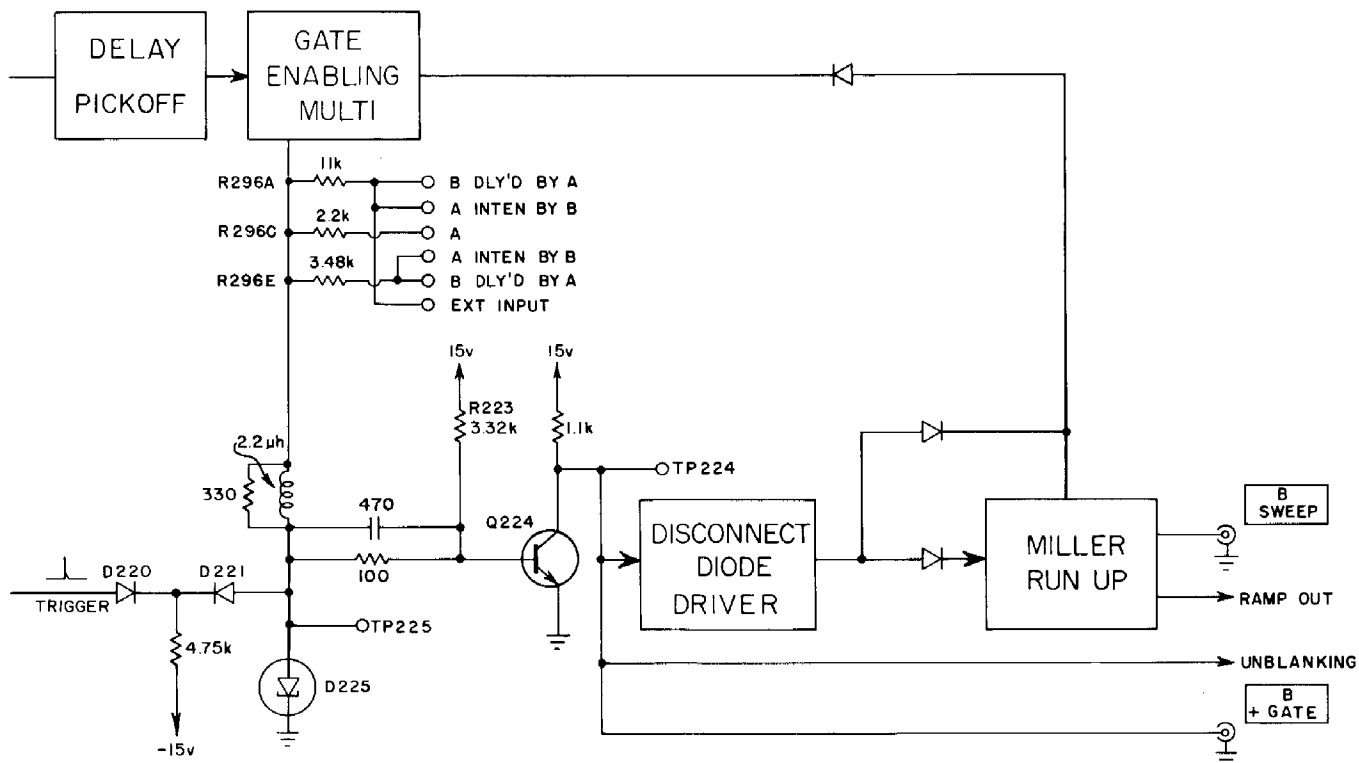 DELAY
PICKOFF
GATE
ENABLING
MULTI
R296A
11k
B DLY'D BY A
A INTEN BY B
R296C
2.2k
A
A INTEN BY B
R296E
3.48k
B DLY'D BY A
EXT INPUT
15v
15v
R223
3.32k
1.1k
2.2μh
330
470
100
Q224
TP224
DISCONNECT
DIODE
DRIVER
MILLER
RUN UP
B
SWEEP
RAMP OUT
D220
D221
TRIGGER
TP225
4.75k
D225
-15v
UNBLANKING
B
+ GATE